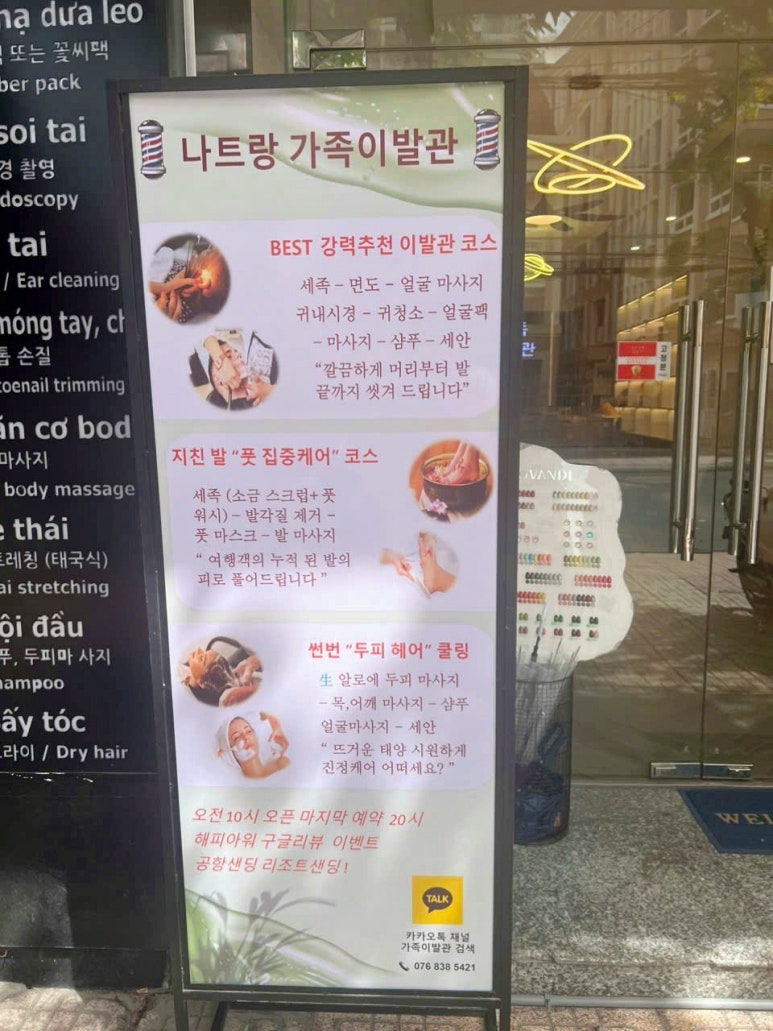 ạ dưa leo
또는 꽃씨팩
ber pack
soi tai
경 촬영
doscopy
tai
/ Ear cleaning
móng tay, ch
톱 손질
toenail trimming
ăn cơ bod
마사지
body massage
e thái
트레칭 (태국식)
ai stretching
ội đầu
푸, 두피마 사지
hampoo
sấy tóc
드라이 / Dry hair
나트랑 가족이발관
BEST 강력추천 이발관 코스
세족 – 면도 – 얼굴 마사지
귀내시경 – 귀청소 – 얼굴팩
– 마사지 – 샴푸 – 세안
“깔끔하게 머리부터 발
끝까지 씻겨 드립니다”
지친 발 “풋 집중케어” 코스
세족 (소금 스크럽+ 풋
워시) – 발각질 제거 –
풋 마스크 – 발 마사지
“ 여행객의 누적 된 발의
피로 풀어드립니다 ”
썬번 “두피 헤어” 쿨링
生 알로에 두피 마사지
– 목,어깨 마사지 – 샴푸
얼굴마사지 – 세안
“ 뜨거운 태양 시원하게
진정케어 어떠세요? ”
오전10시 오픈 마지막 예약 20시
해피아워 구글리뷰 이벤트
공항샌딩 리조트샌딩 !
TALK
카카오톡 채널
가족이발관 검색
076 838 5421
고정문
VANDI
WEL